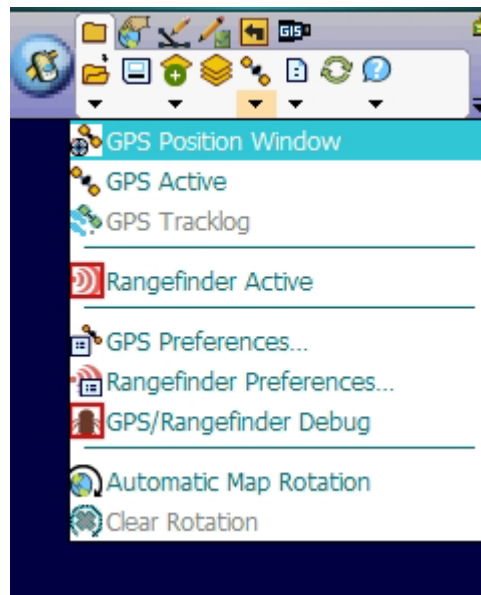 GIS
GPS Position Window
GPS Active
GPS Tracklog
Rangefinder Active
GPS Preferences...
Rangefinder Preferences...
GPS/Rangefinder Debug
Automatic Map Rotation
Clear Rotation